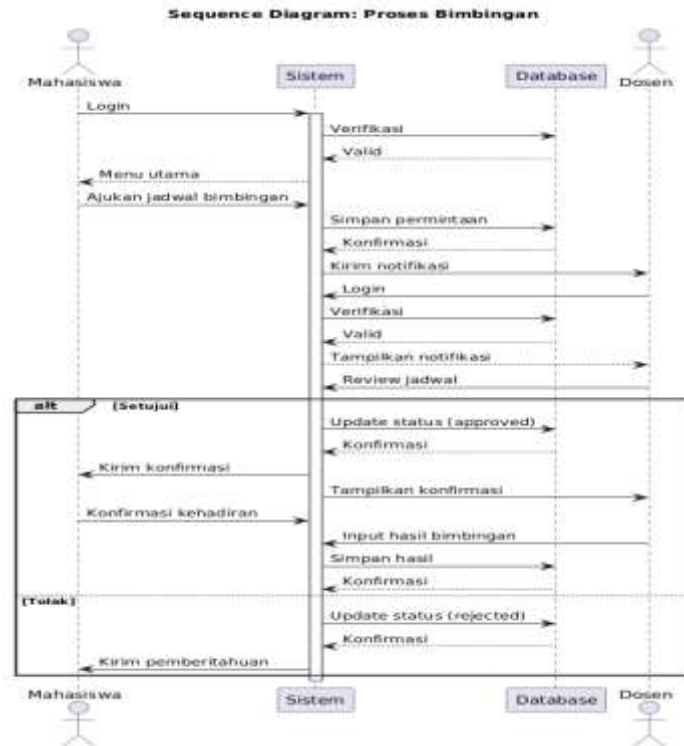 Sequence Diagram: Proses Bimbingan
Mahasiswa
Sistem
Database
Dosen
Login
Verifikasi
Valid
Menu utama
Ajukan jadwal bimbingan
Simpan permintaan
Konfirmasi
Kirim notifikasi
Login
Verifikasi
Valid
Tampilkan notifikasi
Review jadwal
alt
[Setujui]
Update status (approved)
Konfirmasi
Kirim konfirmasi
Tampilkan konfirmasi
Konfirmasi kehadiran
Input hasil bimbingan
Simpan hasil
Konfirmasi
[Tolak]
Update status (rejected)
Konfirmasi
Kirim pemberitahuan
Mahasiswa
Sistem
Database
Dosen